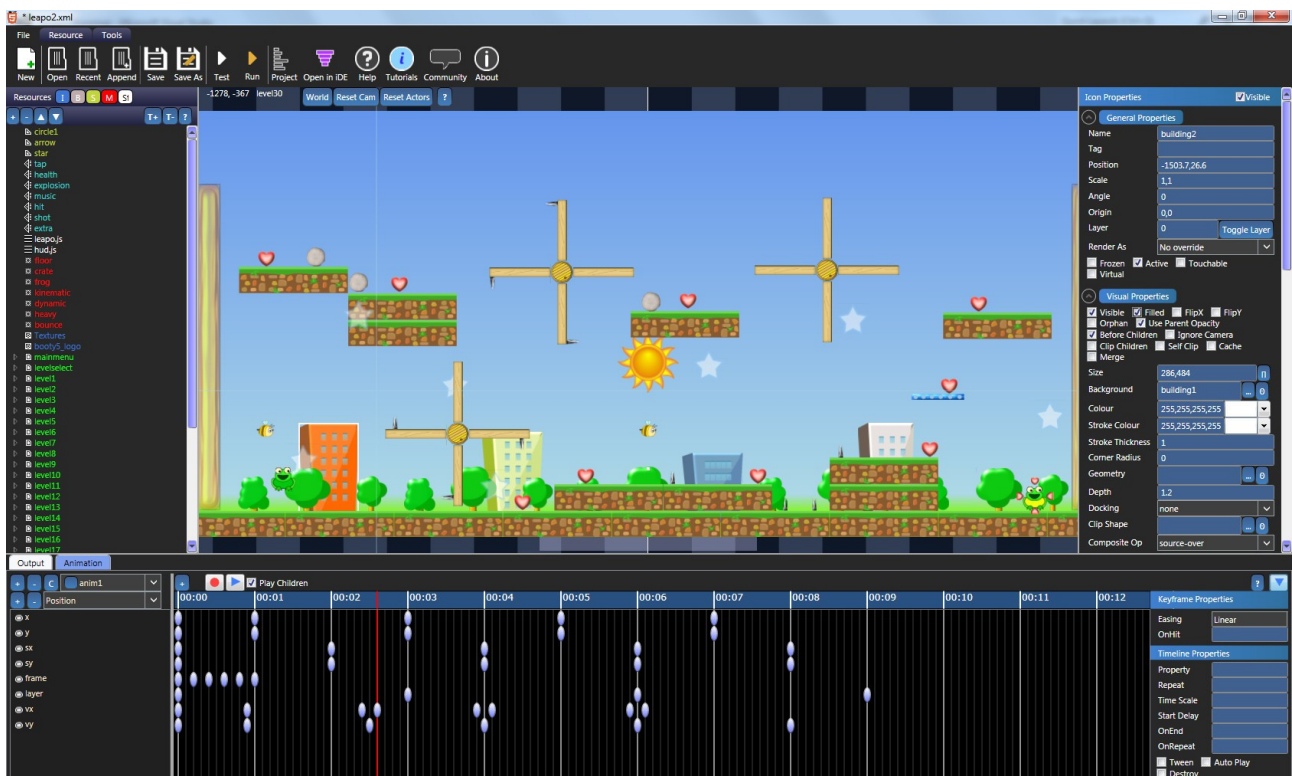 * leapo2.xml
File Resource Tools
New Open Recent Append Save Save As Test Run Project Open in IDE Help Tutorials Community About
Resources I B S M S!
+ - T+ T- ?
circle1
arrow
star
tap
health
explosion
music
hit
shot
extra
leapo.js
hud.js
floor
crate
frog
kinematic
dynamic
heavy
bounce
Textures
booty5_logo
mainmenu
levelselect
level1
level2
level3
level4
level5
level6
level7
level8
level9
level10
level11
level12
level13
level14
level15
level16
level17
-1278, -367 level30 World Reset Cam Reset Actors ?
Icon Properties Visible
General Properties
Name building2
Tag
Position -1503.7,26.6
Scale 1,1
Angle 0
Origin 0,0
Layer 0 Toggle Layer
Render As No override
Frozen Active Touchable
Virtual
Visual Properties
Visible Filled FlipX FlipY
Orphan Use Parent Opacity
Before Children Ignore Camera
Clip Children Self Clip Cache
Merge
Size 286,484
Background building1 ...
Colour 255,255,255,255
Stroke Colour 255,255,255,255
Stroke Thickness 1
Corner Radius 0
Geometry ...
Depth 1.2
Docking none
Clip Shape ...
Composite Op source-over
Output Animation
+ - C anim1 + Play Children ?
+ - Position
00:00 00:01 00:02 00:03 00:04 00:05 00:06 00:07 00:08 00:09 00:10 00:11 00:12
x
y
sx
sy
frame
layer
vx
vy
Keyframe Properties
Easing Linear
OnHit
Timeline Properties
Property
Repeat
Time Scale
Start Delay
OnEnd
OnRepeat
Tween Auto Play
Destroy